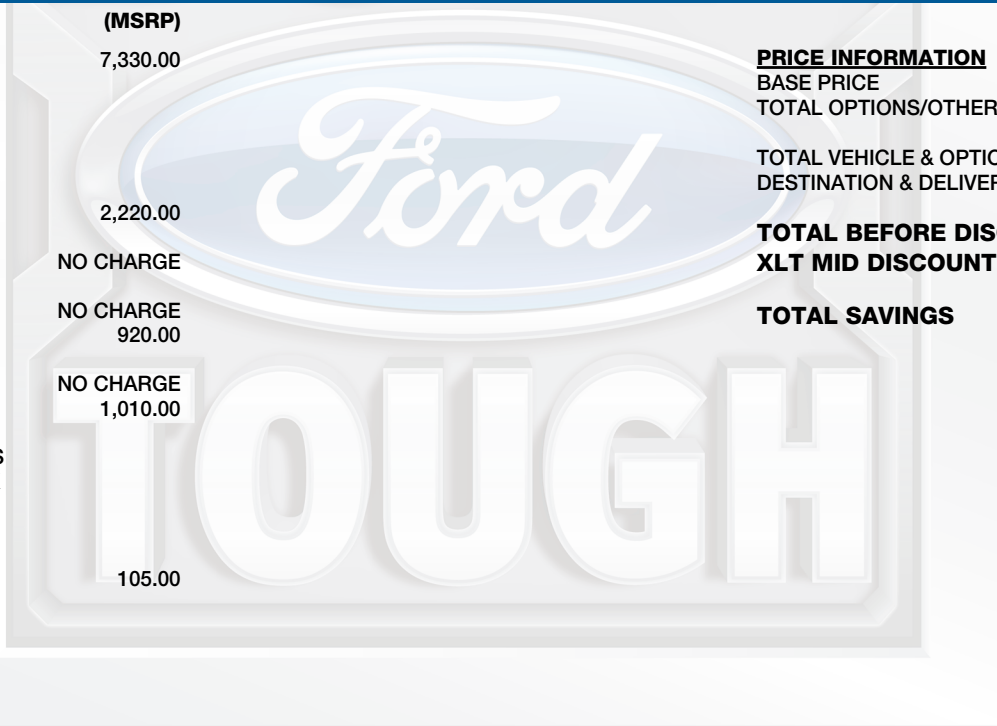 (MSRP)
7,330.00
2,220.00
NO CHARGE
NO CHARGE
920.00
NO CHARGE
1,010.00
S
105.00
PRICE INFORMATION
BASE PRICE
TOTAL OPTIONS/OTHER
TOTAL VEHICLE & OPTIO
DESTINATION & DELIVER
TOTAL BEFORE DISC
XLT MID DISCOUNT
TOTAL SAVINGS
Ford
TOUGH